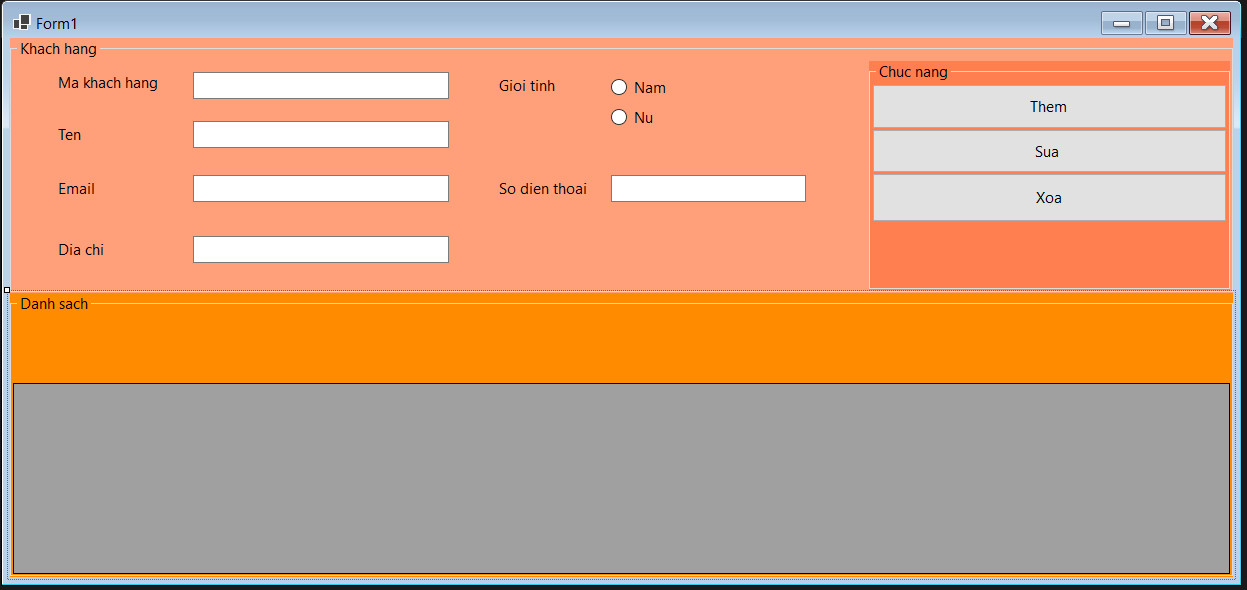 Form1
Khach hang
Ma khach hang
Gioi tinh
Nam
Nu
Ten
Email
So dien thoai
Dia chi
Chuc nang
Them
Sua
Xoa
Danh sach